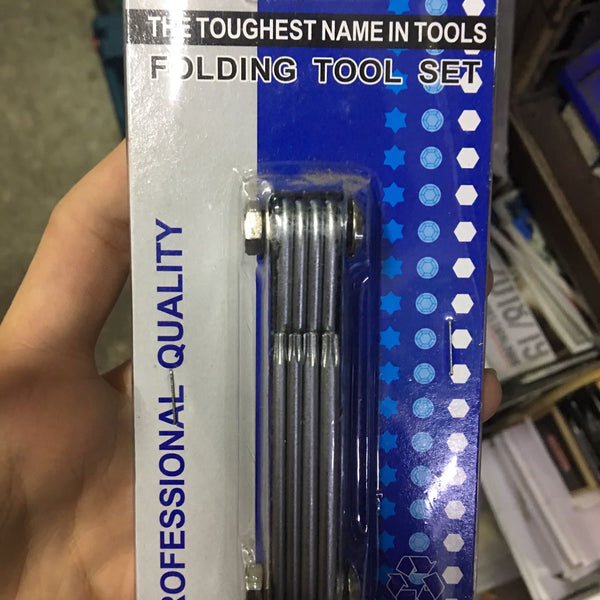 THE TOUGHEST NAME IN TOOLS
FOLDING TOOL SET
PROFESSIONAL QUALITY